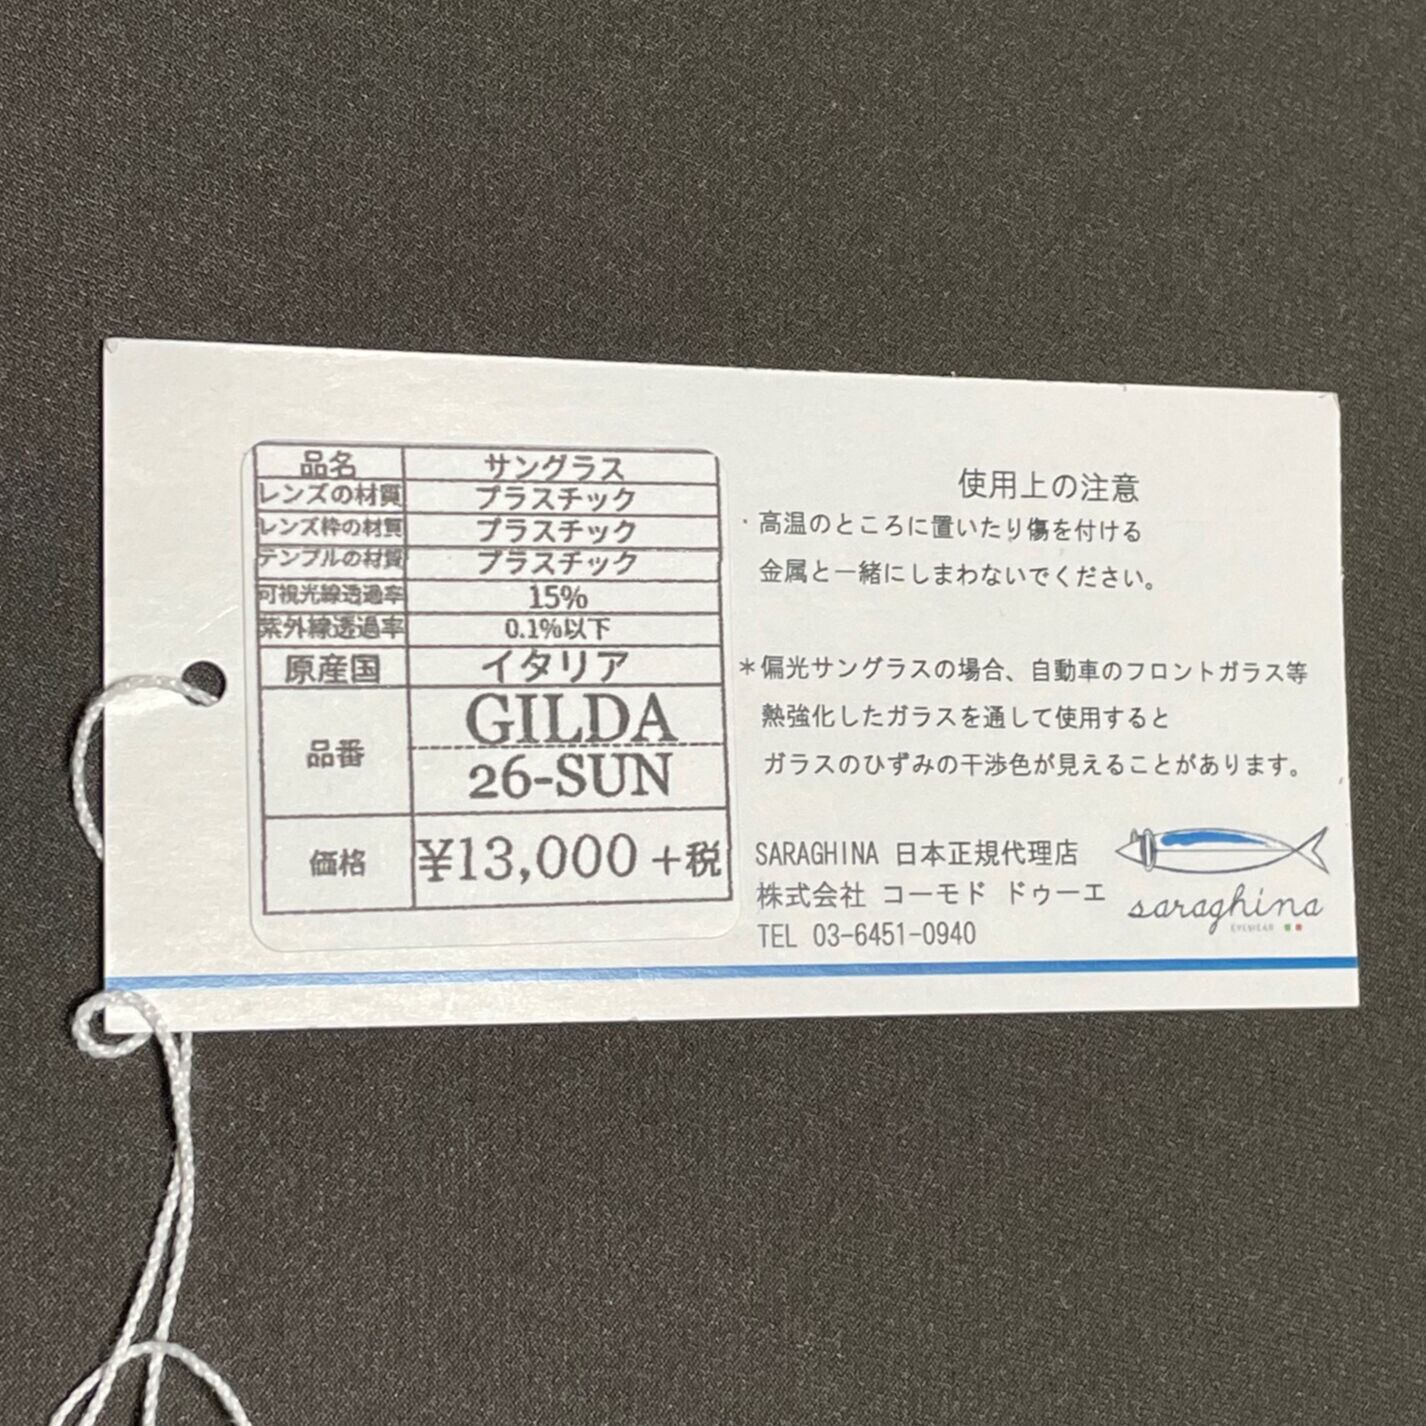 品名 サングラス
レンズの材質 プラスチック
レンズ枠の材質 プラスチック
テンプルの材質 プラスチック
可視光線透過率 15%
紫外線透過率 0.1%以下
原産国 イタリア
品番 GILDA
26-SUN
価格 ¥13,000 +税
使用上の注意
・高温のところに置いたり傷を付ける
金属と一緒にしまわないでください。
*偏光サングラスの場合、自動車のフロントガラス等
熱強化したガラスを通して使用すると
ガラスのひずみの干渉色が見えることがあります。
SARAGHINA 日本正規代理店
株式会社 コーモド ドゥーエ
TEL 03-6451-0940
saraghina
EYEWEAR